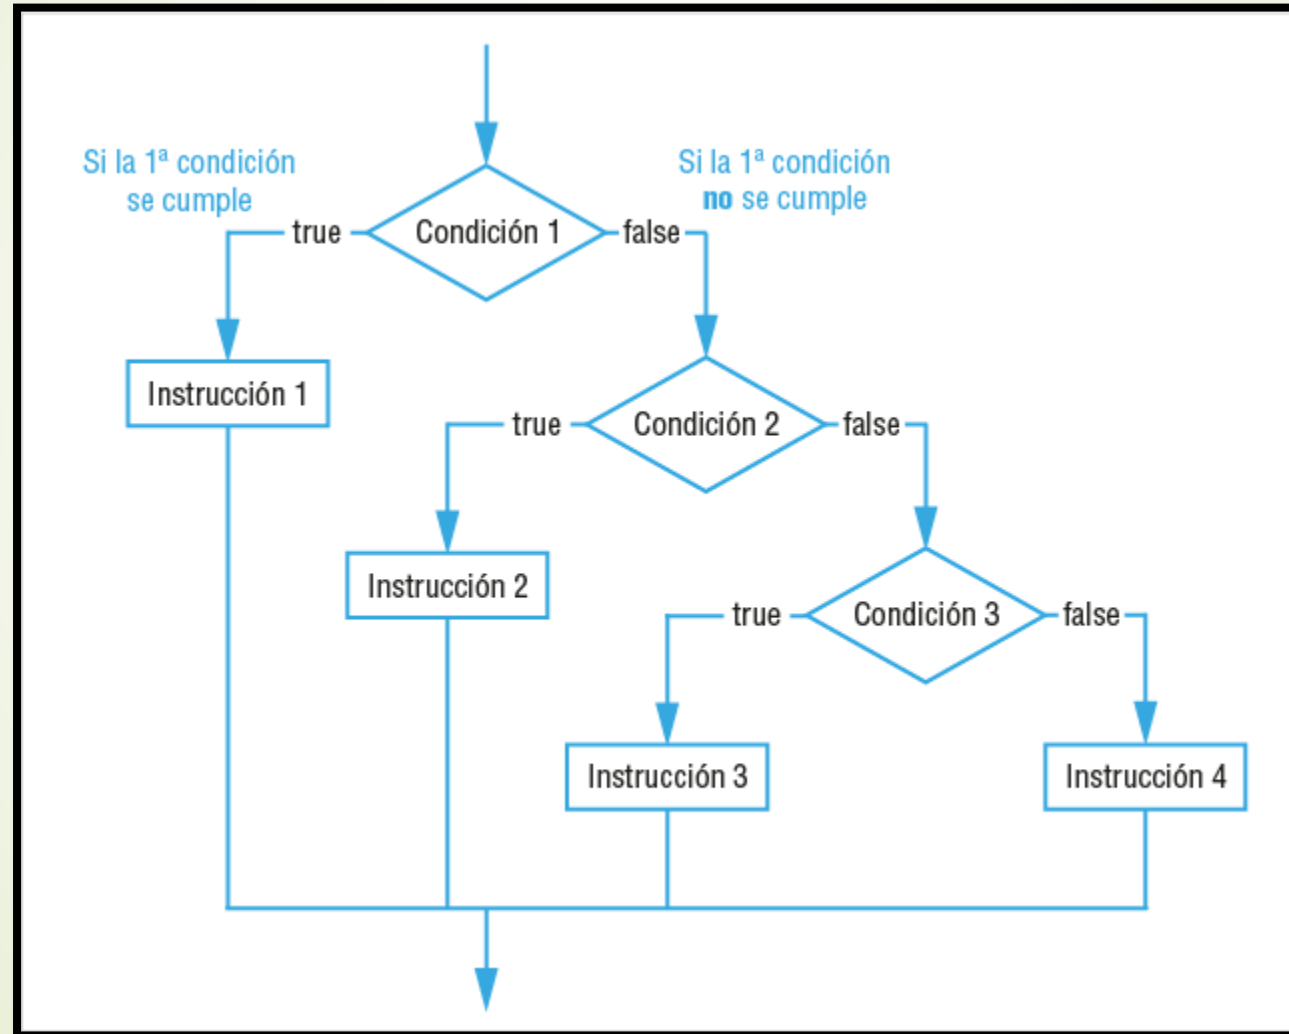 Si la 1ª condición
se cumple
Si la 1ª condición
no se cumple
true
Condición 1
false
Instrucción 1
true
Condición 2
false
Instrucción 2
true
Condición 3
false
Instrucción 3
Instrucción 4